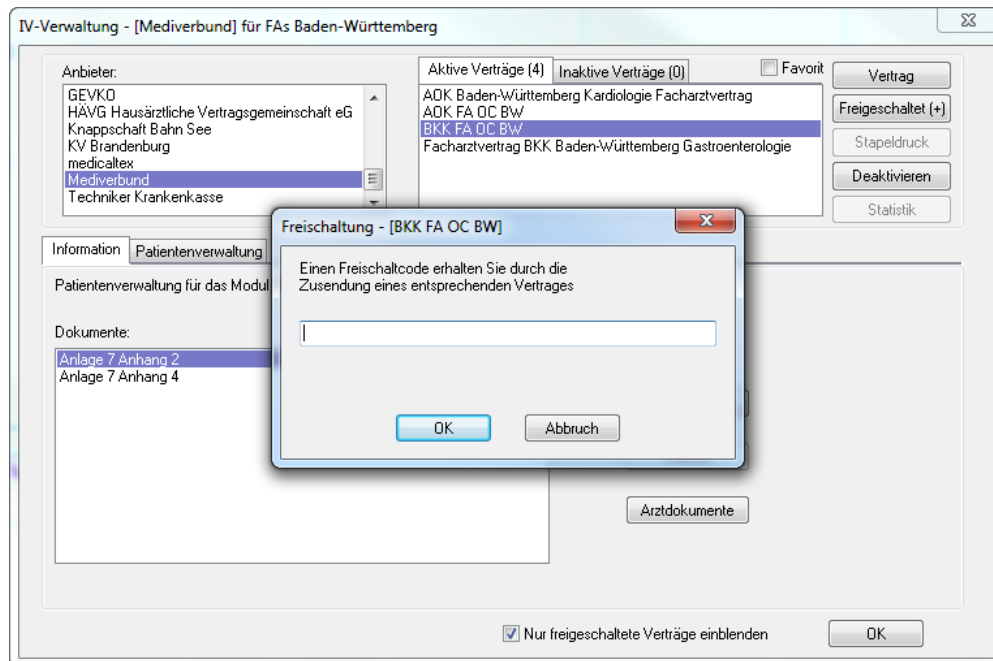 IV-Verwaltung - [Mediverbund] für FAs Baden-Württemberg
Anbieter:
GEVKO
HÄVG Hausärztliche Vertragsgemeinschaft eG
Knappschaft Bahn See
KV Brandenburg
medicaltex
Mediverbund
Techniker Krankenkasse
Aktive Verträge (4)
Inaktive Verträge (0)
Favorit
AOK Baden-Württemberg Kardiologie Facharztvertrag
AOK FA OC BW
BKK FA OC BW
Facharztvertrag BKK Baden-Württemberg Gastroenterologie
Vertrag
Freigeschaltet (+)
Stapeldruck
Deaktivieren
Statistik
Information
Patientenverwaltung
Patientenverwaltung für das Modul
Dokumente:
Anlage 7 Anhang 2
Anlage 7 Anhang 4
Freischaltung - [BKK FA OC BW]
Einen Freischaltcode erhalten Sie durch die
Zusendung eines entsprechenden Vertrages
OK
Abbruch
Arztdokumente
Nur freigeschaltete Verträge einblenden
OK